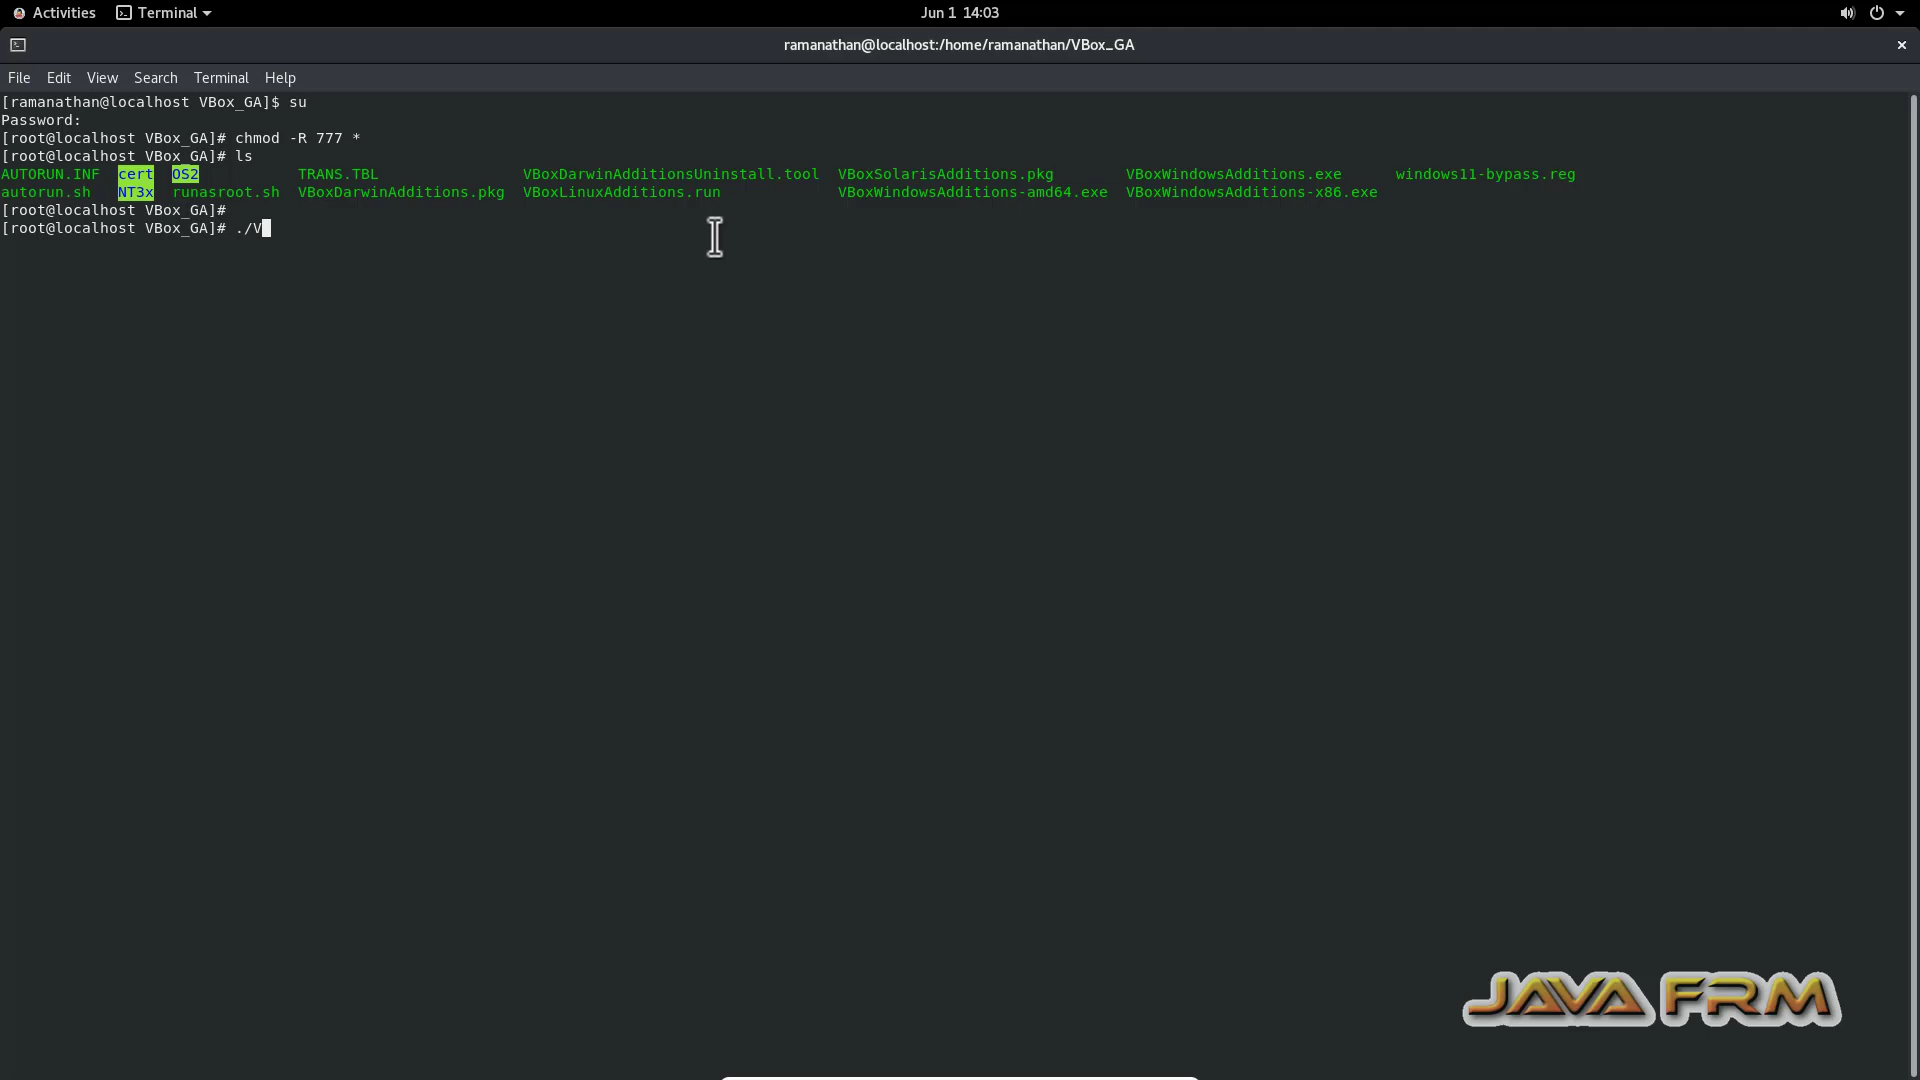 Activities Terminal Jun 1 14:03
ramanathan@localhost:/home/ramanathan/VBox_GA
File Edit View Search Terminal Help
[ramanathan@localhost VBox_GA]$ su
Password:
[root@localhost VBox_GA]# chmod -R 777 *
[root@localhost VBox_GA]# ls
AUTORUN.INF cert OS2 TRANS.TBL VBoxDarwinAdditionsUninstall.tool VBoxSolarisAdditions.pkg VBoxWindowsAdditions.exe windows11-bypass.reg
autorun.sh NT3x runasroot.sh VBoxDarwinAdditions.pkg VBoxLinuxAdditions.run VBoxWindowsAdditions-amd64.exe VBoxWindowsAdditions-x86.exe
[root@localhost VBox_GA]#
[root@localhost VBox_GA]# ./V
JAVA FRM